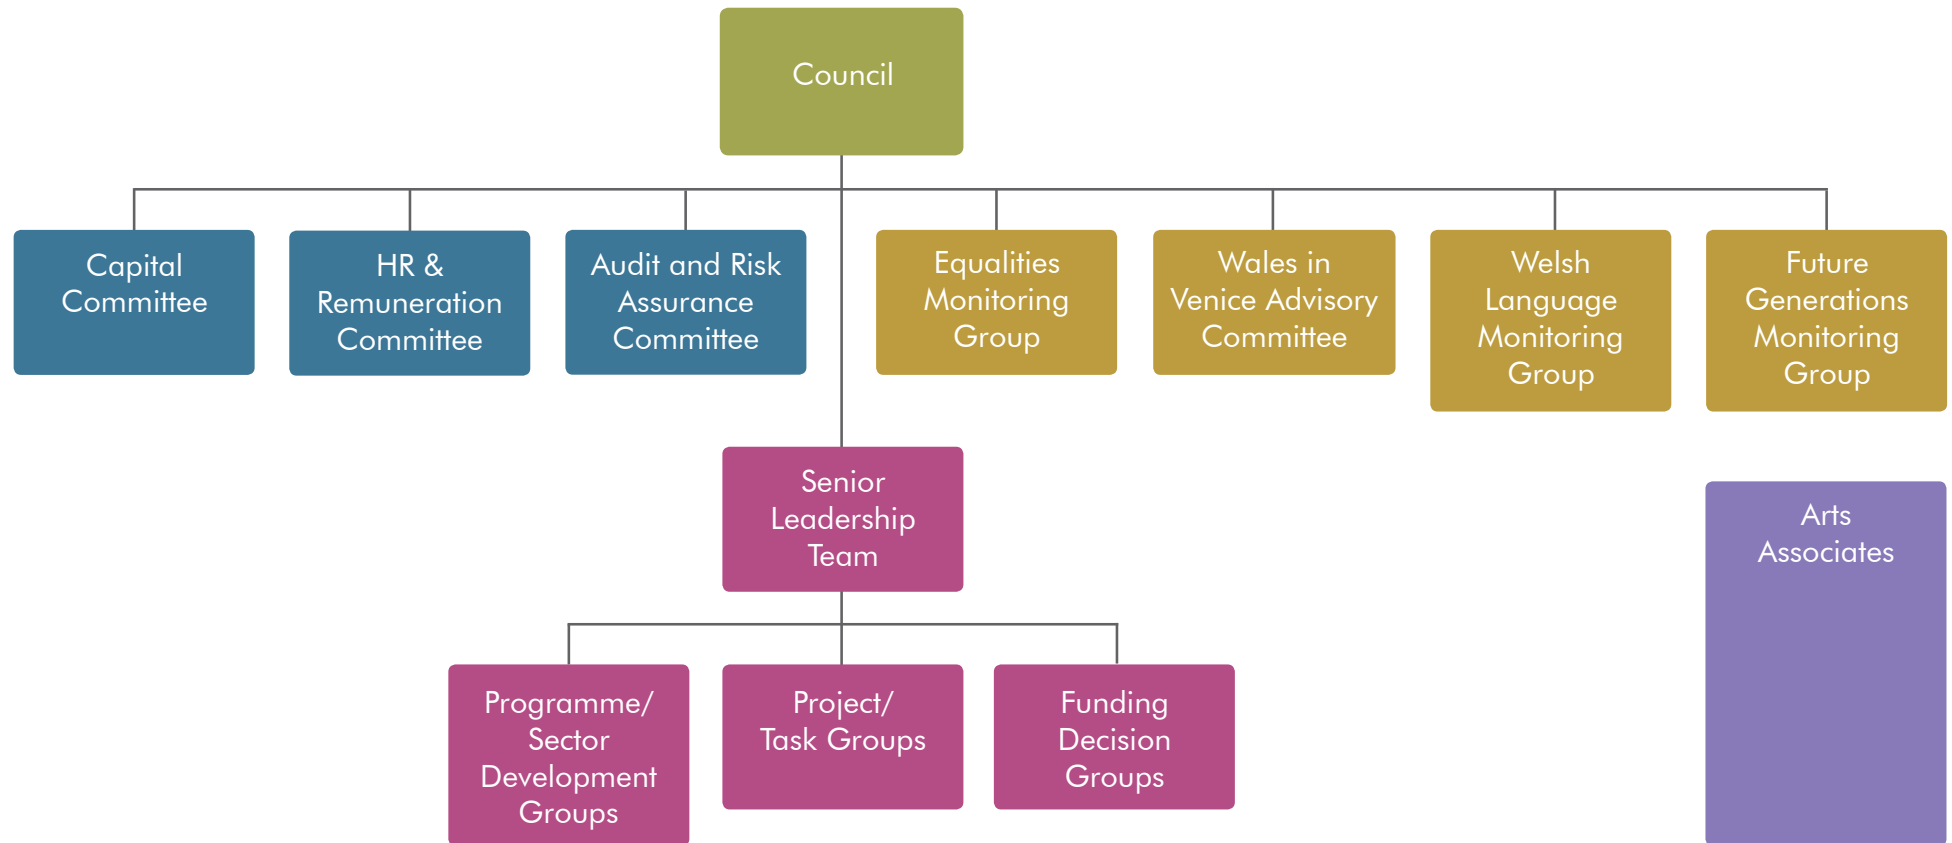 Council
Capital
Committee
HR &
Remuneration
Committee
Audit and Risk
Assurance
Committee
Equalities
Monitoring
Group
Wales in
Venice Advisory
Committee
Welsh
Language
Monitoring
Group
Future
Generations
Monitoring
Group
Senior
Leadership
Team
Arts
Associates
Programme/
Sector
Development
Groups
Project/
Task Groups
Funding
Decision
Groups